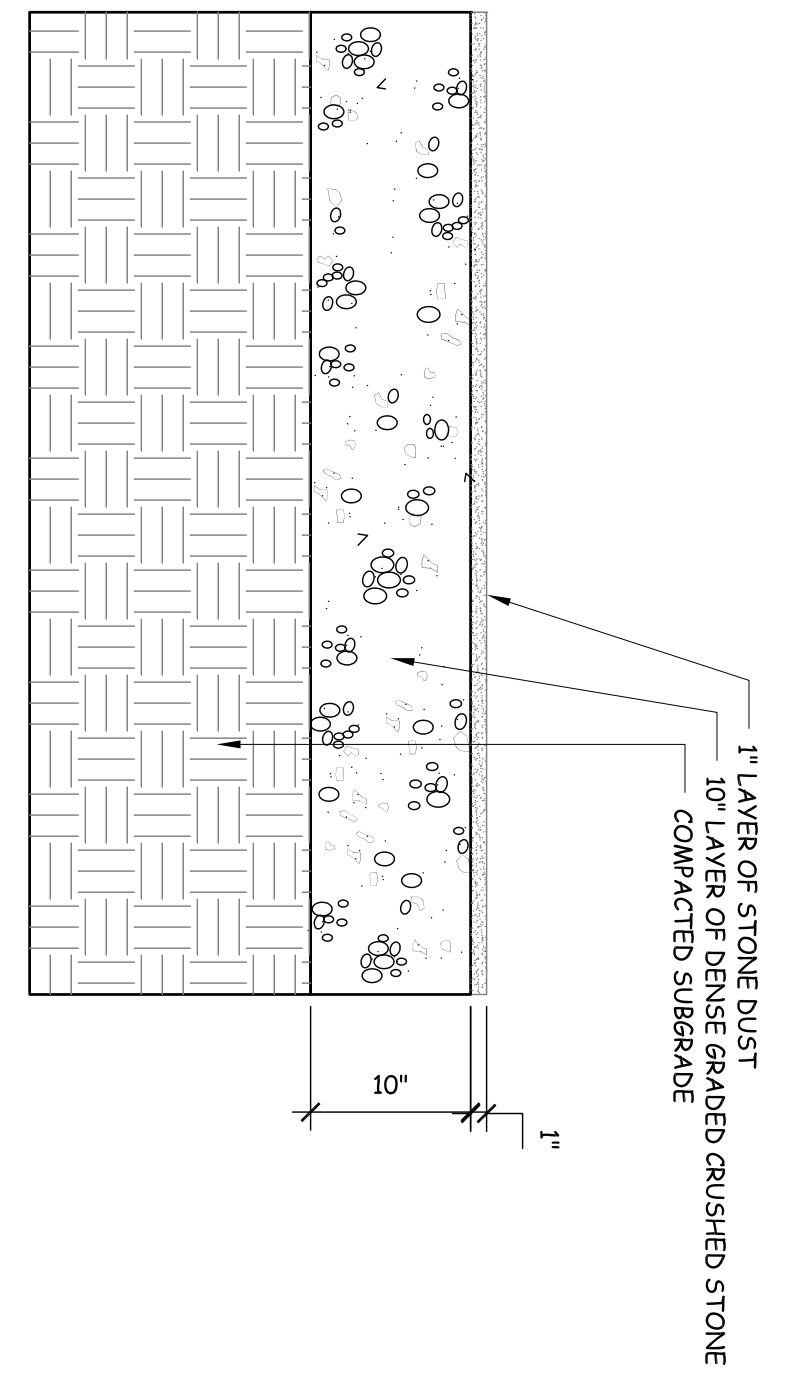 1" LAYER OF STONE DUST
10" LAYER OF DENSE GRADED CRUSHED STONE
COMPACTED SUBGRADE
1"
10"